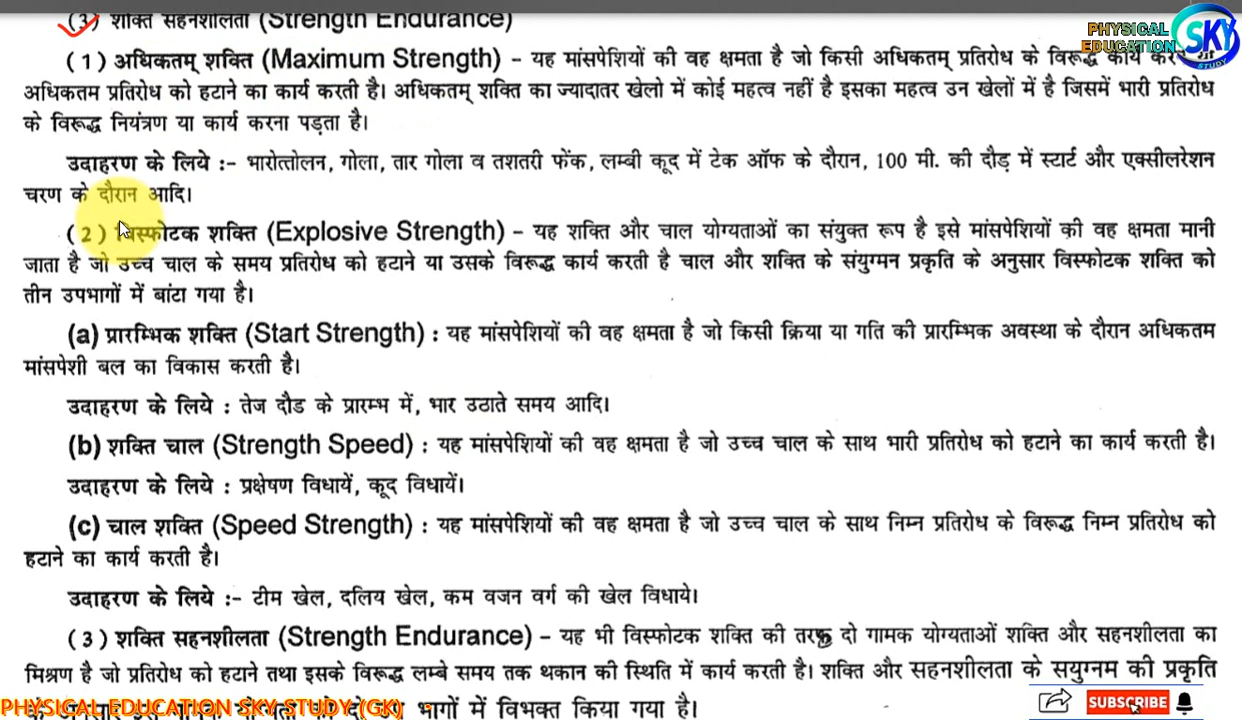 (3) शक्ति सहनशीलता (Strength Endurance)
PHYSICAL EDUCATION
SKY
STUDY
(1) अधिकतम् शक्ति (Maximum Strength) - यह मांसपेशियों की वह क्षमता है जो किसी अधिकतम् प्रतिरोध के विरूद्ध कार्य
अधिकतम प्रतिरोध को हटाने का कार्य करती है। अधिकतम् शक्ति का ज्यादातर खेलो में कोई महत्व नहीं है इसका महत्व उन खेलों में है जिसमें भारी प्रतिरोध
के विरूद्ध नियंत्रण या कार्य करना पड़ता है।
उदाहरण के लिये :- भारोत्तोलन, गोला, तार गोला व तशतरी फेंक, लम्बी कूद में टेक ऑफ के दौरान, 100 मी. की दौड़ में स्टार्ट और एक्सीलरेशन
चरण के दौरान आदि।
(2) विस्फोटक शक्ति (Explosive Strength) - यह शक्ति और चाल योग्यताओं का संयुक्त रूप है इसे मांसपेशियों की वह क्षमता मानी
जाता है जो उच्च चाल के समय प्रतिरोध को हटाने या उसके विरूद्ध कार्य करती है चाल और शक्ति के संयुग्मन प्रकृति के अनुसार विस्फोटक शक्ति को
तीन उपभागों में बांटा गया है।
(a) प्रारम्भिक शक्ति (Start Strength) : यह मांसपेशियों की वह क्षमता है जो किसी क्रिया या गति की प्रारम्भिक अवस्था के दौरान अधिकतम
मांसपेशी बल का विकास करती है।
उदाहरण के लिये : तेज दौड के प्रारम्भ में, भार उठाते समय आदि।
(b) शक्ति चाल (Strength Speed) : यह मांसपेशियों की वह क्षमता है जो उच्च चाल के साथ भारी प्रतिरोध को हटाने का कार्य करती है।
उदाहरण के लिये : प्रक्षेषण विधायें, कूद विधायें।
(c) चाल शक्ति (Speed Strength) : यह मांसपेशियों की वह क्षमता है जो उच्च चाल के साथ निम्न प्रतिरोध के विरूद्ध निम्न प्रतिरोध को
हटाने का कार्य करती है।
उदाहरण के लिये :- टीम खेल, दलिय खेल, कम वजन वर्ग की खेल विधाये।
(3) शक्ति सहनशीलता (Strength Endurance) - यह भी विस्फोटक शक्ति की तरफ दो गामक योग्यताओं शक्ति और सहनशीलता का
मिश्रण है जो प्रतिरोध को हटाने तथा इसके विरूद्ध लम्बे समय तक थकान की स्थिति में कार्य करती है। शक्ति और सहनशीलता के सयुग्नम की प्रकृति
भागों में विभक्त किया गया है।
PHYSICAL EDUCATION SKY STUDY (GK)
SUBSCRIBE